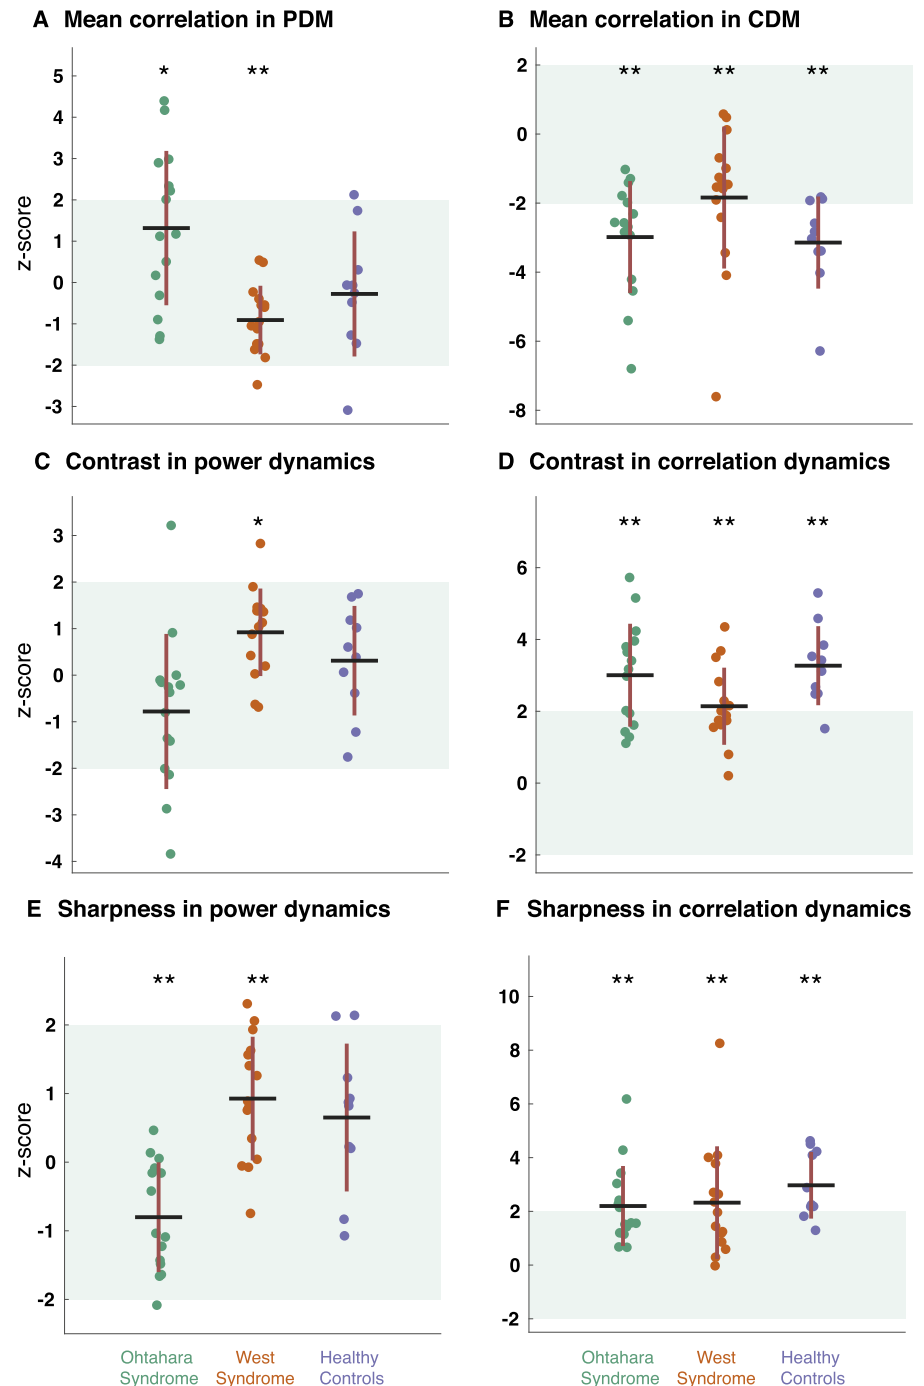 A Mean correlation in PDM
5
4
3
2
1
0
-1
-2
-3
z-score
* **
B Mean correlation in CDM
2
0
-2
-4
-6
-8
** ** **
C Contrast in power dynamics
3
2
1
0
-1
-2
-3
-4
z-score
*
D Contrast in correlation dynamics
6
4
2
0
-2
** ** **
E Sharpness in power dynamics
2
1
0
-1
-2
z-score
** **
F Sharpness in correlation dynamics
10
8
6
4
2
0
-2
** ** **
Ohtahara
Syndrome
West
Syndrome
Healthy
Controls
Ohtahara
Syndrome
West
Syndrome
Healthy
Controls